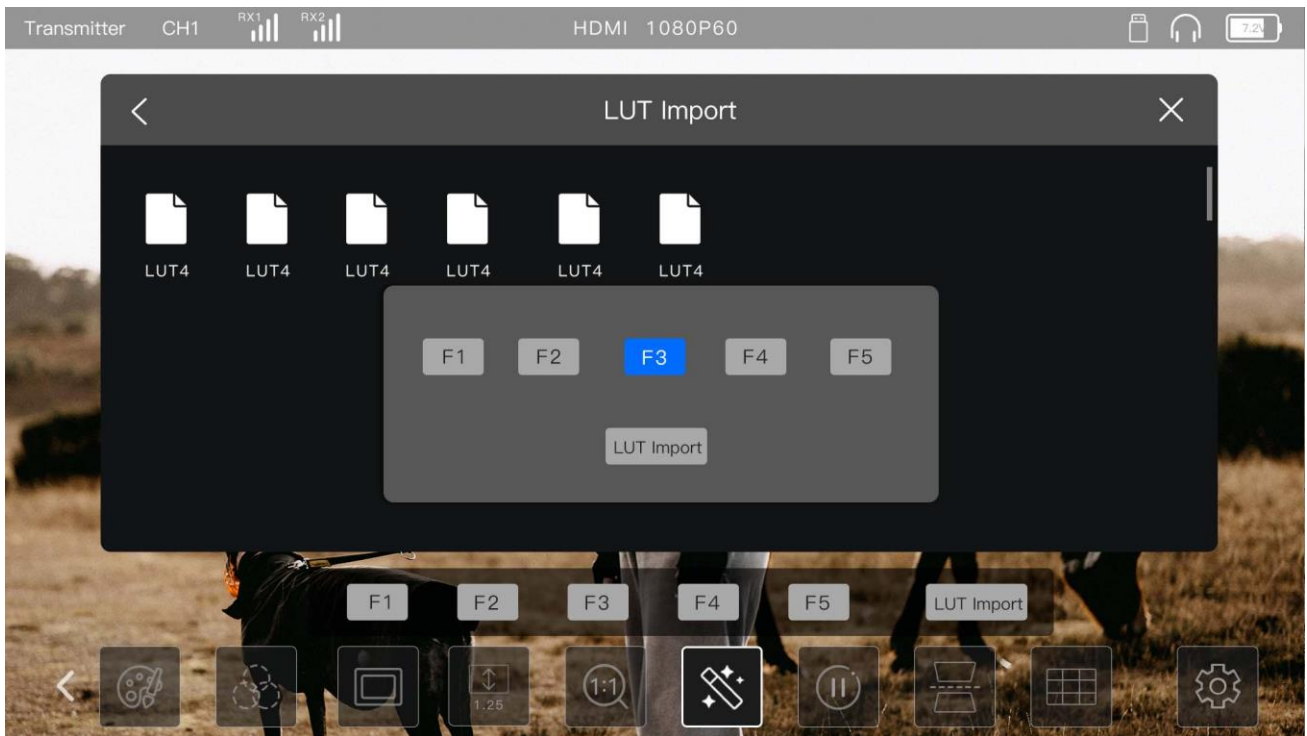 Transmitter CH1 RX1 RX2 HDMI 1080P60 7.2V
LUT Import
LUT4 LUT4 LUT4 LUT4 LUT4 LUT4
F1 F2 F3 F4 F5
LUT Import
F1 F2 F3 F4 F5 LUT Import
1.25 1:1